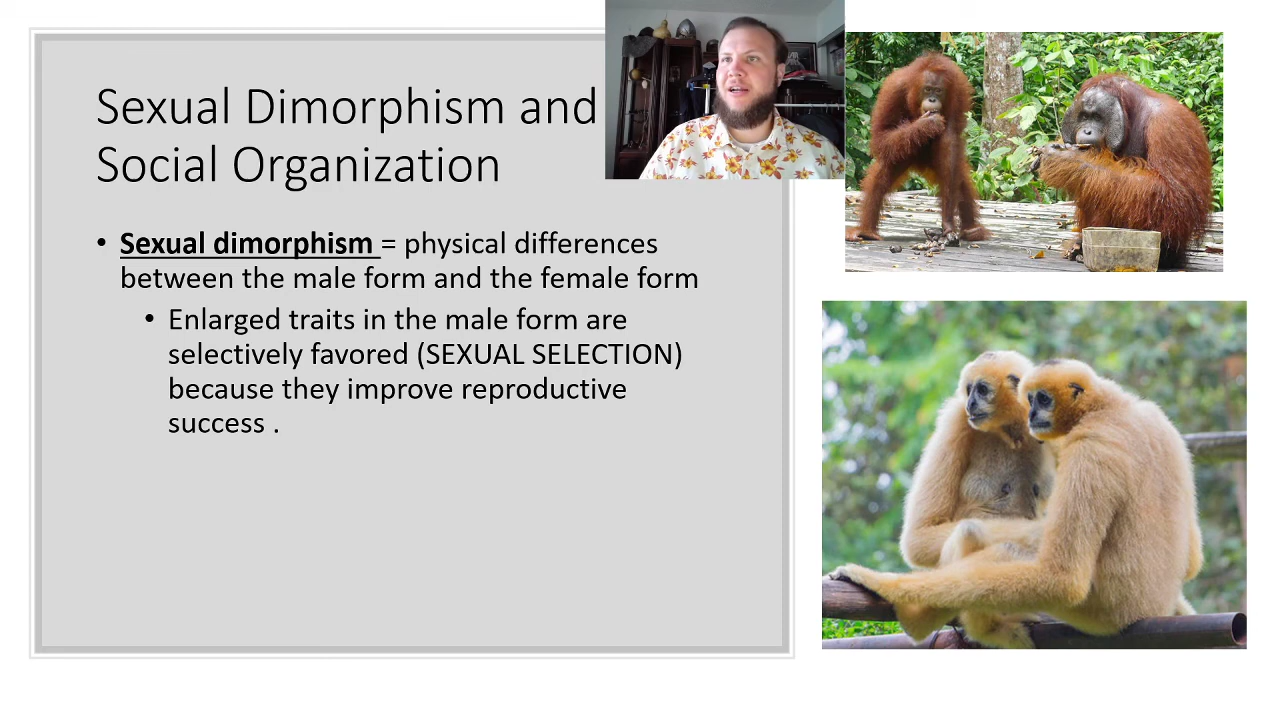 Sexual Dimorphism and
Social Organization
• Sexual dimorphism = physical differences
between the male form and the female form
• Enlarged traits in the male form are
selectively favored (SEXUAL SELECTION)
because they improve reproductive
success .